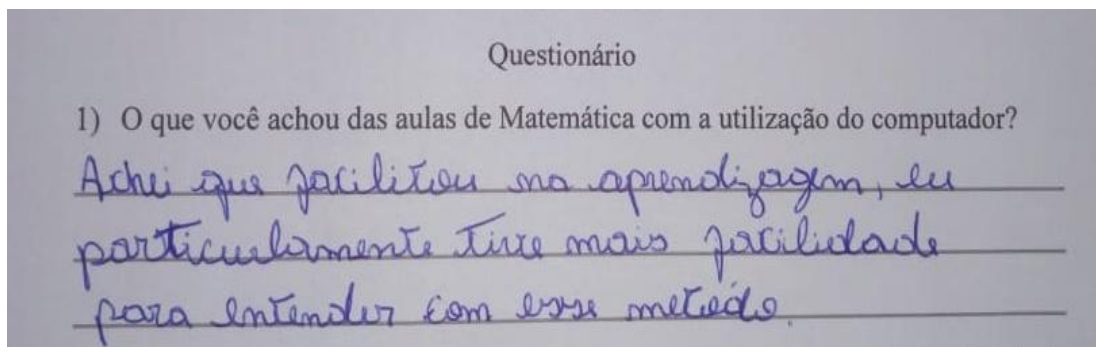 Questionário
1) O que você achou das aulas de Matemática com a utilização do computador?
Achei que facilitou na aprendizagem, eu
particularmente tive mais facilidade
para entender com esse metodo.